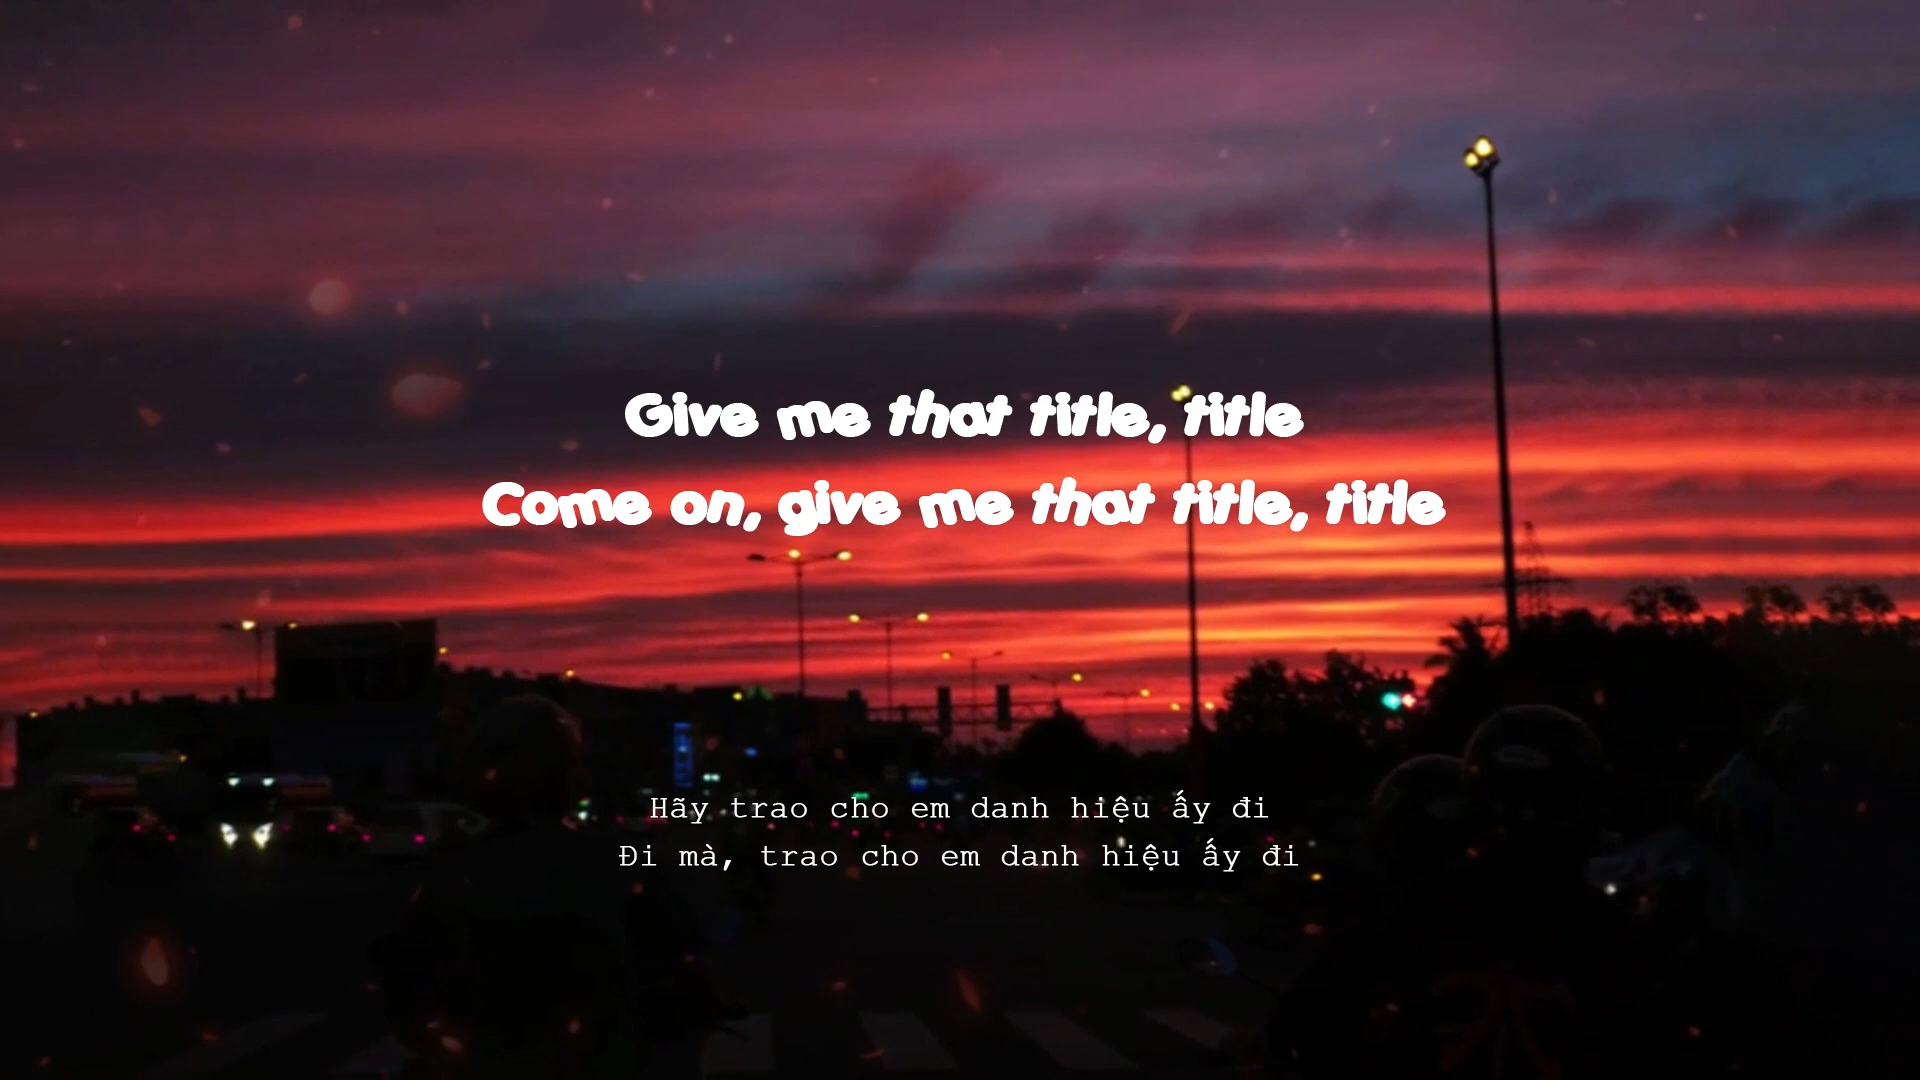 Give me that title, title
Come on, give me that title, title
Hãy trao cho em danh hiệu ấy đi
Đi mà, trao cho em danh hiệu ấy đi